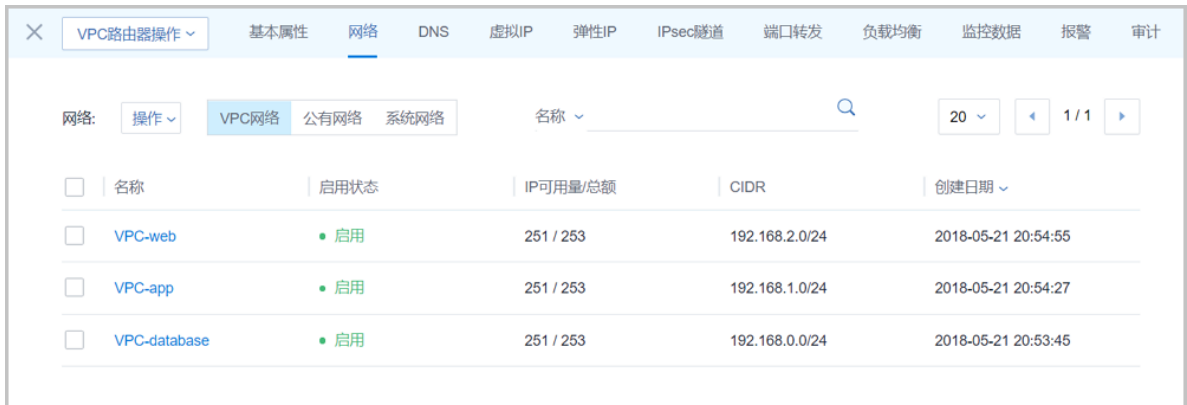 VPC路由器操作 基本属性 网络 DNS 虚拟IP 弹性IP IPsec隧道 端口转发 负载均衡 监控数据 报警 审计
网络: 操作 VPC网络 公有网络 系统网络 名称 20 1 / 1
名称 启用状态 IP可用量/总额 CIDR 创建日期
VPC-web 启用 251 / 253 192.168.2.0/24 2018-05-21 20:54:55
VPC-app 启用 251 / 253 192.168.1.0/24 2018-05-21 20:54:27
VPC-database 启用 251 / 253 192.168.0.0/24 2018-05-21 20:53:45